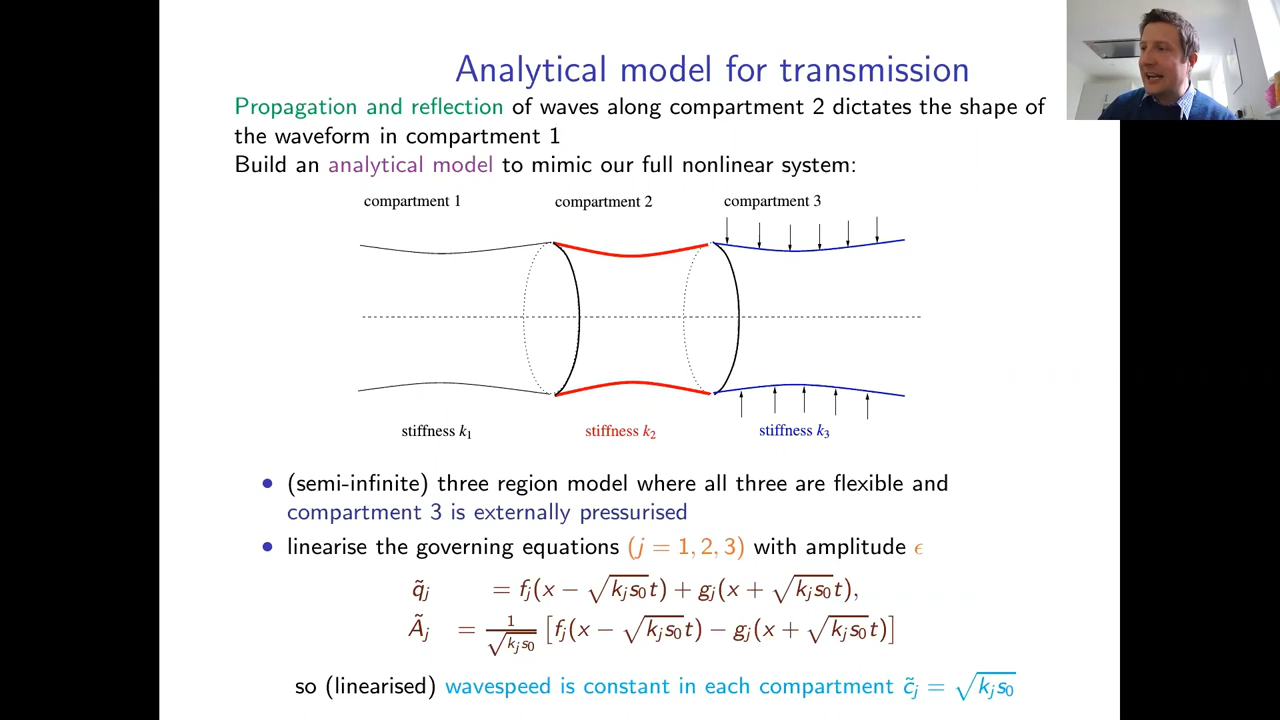 Analytical model for transmission
Propagation and reflection of waves along compartment 2 dictates the shape of
the waveform in compartment 1
Build an analytical model to mimic our full nonlinear system:
compartment 1 compartment 2 compartment 3
stiffness k₁ stiffness k₂ stiffness k₃
• (semi-infinite) three region model where all three are flexible and
compartment 3 is externally pressurised
• linearise the governing equations (j = 1, 2, 3) with amplitude ϵ
q̃ⱼ = fⱼ(x − √(kⱼs₀)t) + gⱼ(x + √(kⱼs₀)t),
Ãⱼ = 1/√(kⱼs₀) [fⱼ(x − √(kⱼs₀)t) − gⱼ(x + √(kⱼs₀)t)]
so (linearised) wavespeed is constant in each compartment c̃ⱼ = √(kⱼs₀)